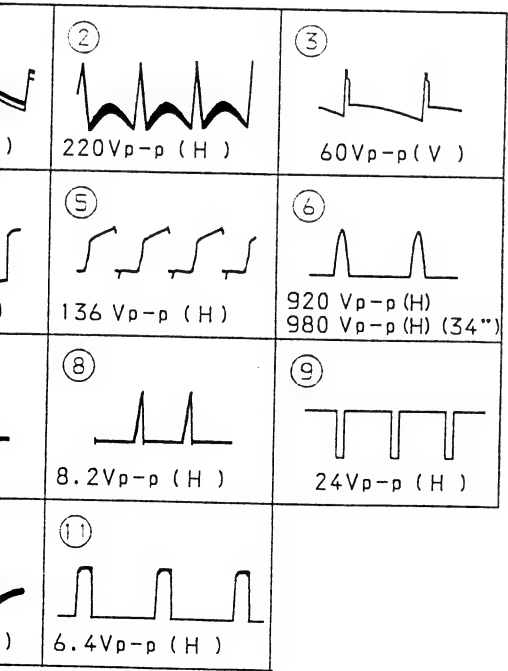 2
3
)
220Vp-p (H )
60Vp-p( V )
5
6
)
136 Vp-p (H)
920 Vp-p (H)
980 Vp-p (H) (34")
8
9
8.2Vp-p (H )
24Vp-p (H )
11
)
6.4Vp-p (H )